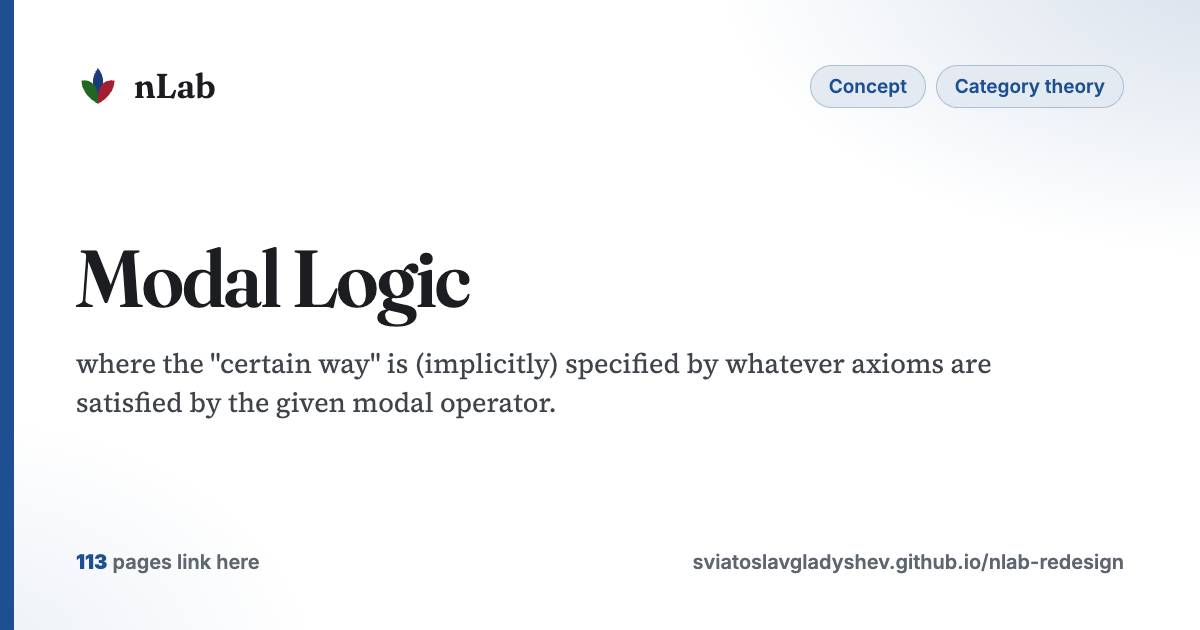 nLab
Concept
Category theory
Modal Logic
where the "certain way" is (implicitly) specified by whatever axioms are
satisfied by the given modal operator.
113 pages link here
sviatoslavgladyshev.github.io/nlab-redesign